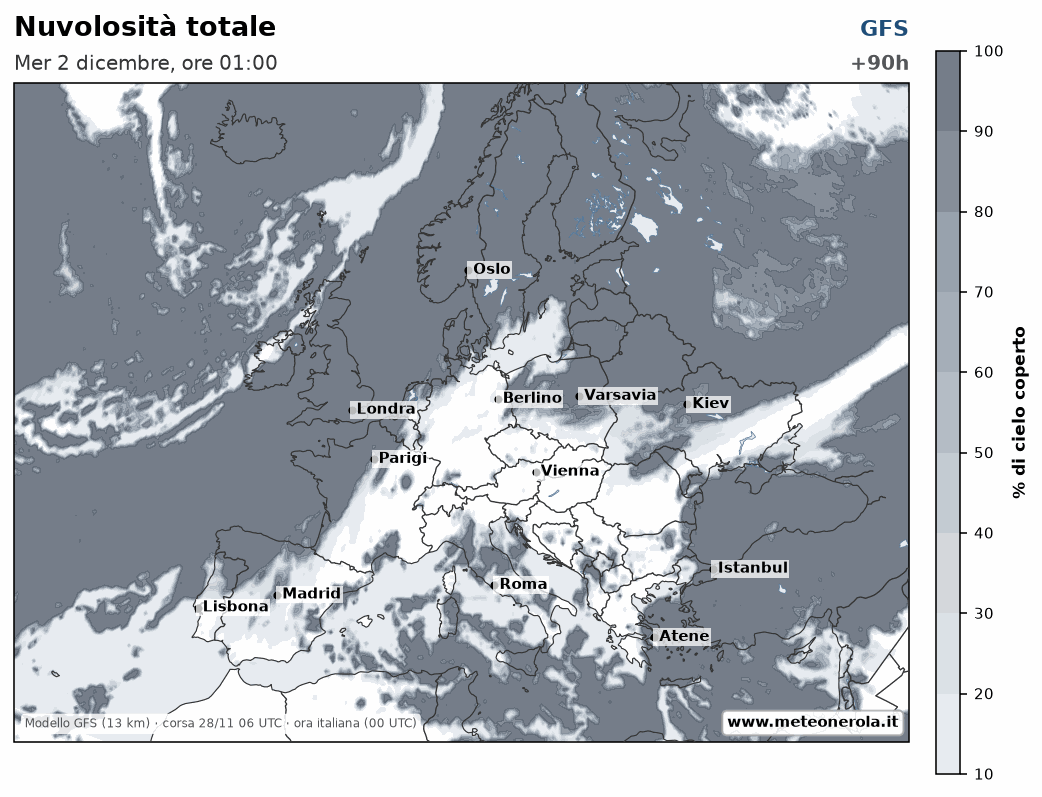 Nuvolosità totale
GFS
Mer 2 dicembre, ore 01:00
+90h
100
90
80
70
60
50
40
30
20
10
% di cielo coperto
Oslo
Londra
Berlino
Varsavia
Kiev
Parigi
Vienna
Istanbul
Roma
Madrid
Lisbona
Atene
Modello GFS (13 km) · corsa 28/11 06 UTC · ora italiana (00 UTC)
www.meteonerola.it